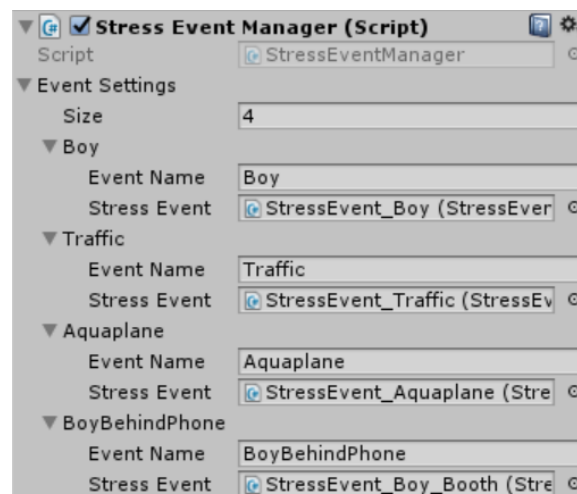 Stress Event Manager (Script)
Script StressEventManager
Event Settings
Size 4
Boy
Event Name Boy
Stress Event StressEvent_Boy (StressEver
Traffic
Event Name Traffic
Stress Event StressEvent_Traffic (StressEv
Aquaplane
Event Name Aquaplane
Stress Event StressEvent_Aquaplane (Stre
BoyBehindPhone
Event Name BoyBehindPhone
Stress Event StressEvent_Boy_Booth (Stre